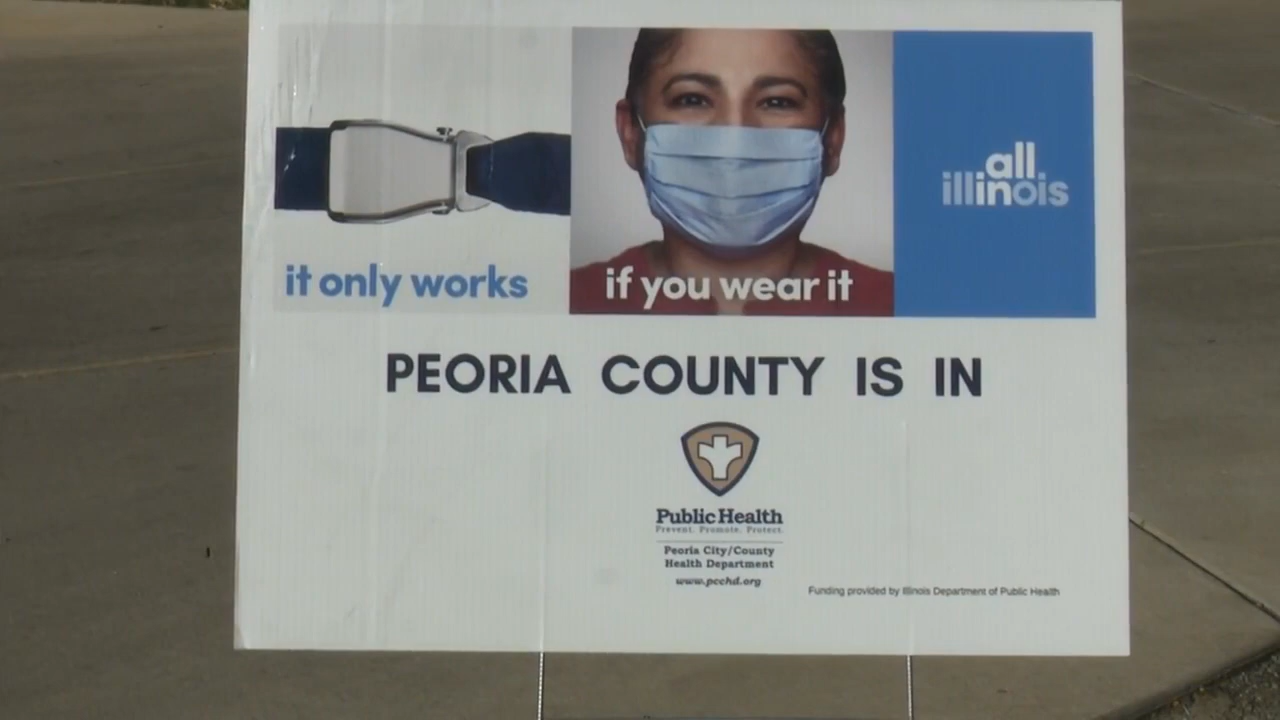 it only works
if you wear it
all
illinois
PEORIA COUNTY IS IN
Public Health
Prevent. Promote. Protect.
Peoria City/County
Health Department
www.pcchd.org
Funding provided by Illinois Department of Public Health